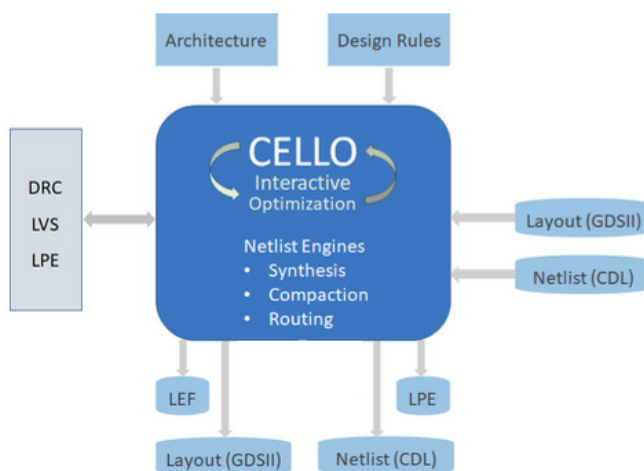 Architecture
Design Rules
DRC
LVS
LPE
CELLO
Interactive
Optimization
Netlist Engines
• Synthesis
• Compaction
• Routing
Layout (GDSII)
Netlist (CDL)
LEF
LPE
Layout (GDSII)
Netlist (CDL)